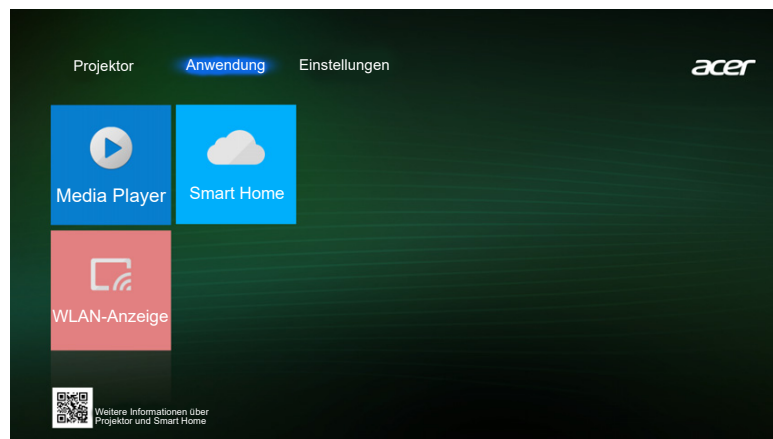 Projektor
Anwendung
Einstellungen
acer
Media Player
Smart Home
WLAN-Anzeige
Weitere Informationen über
Projektor und Smart Home